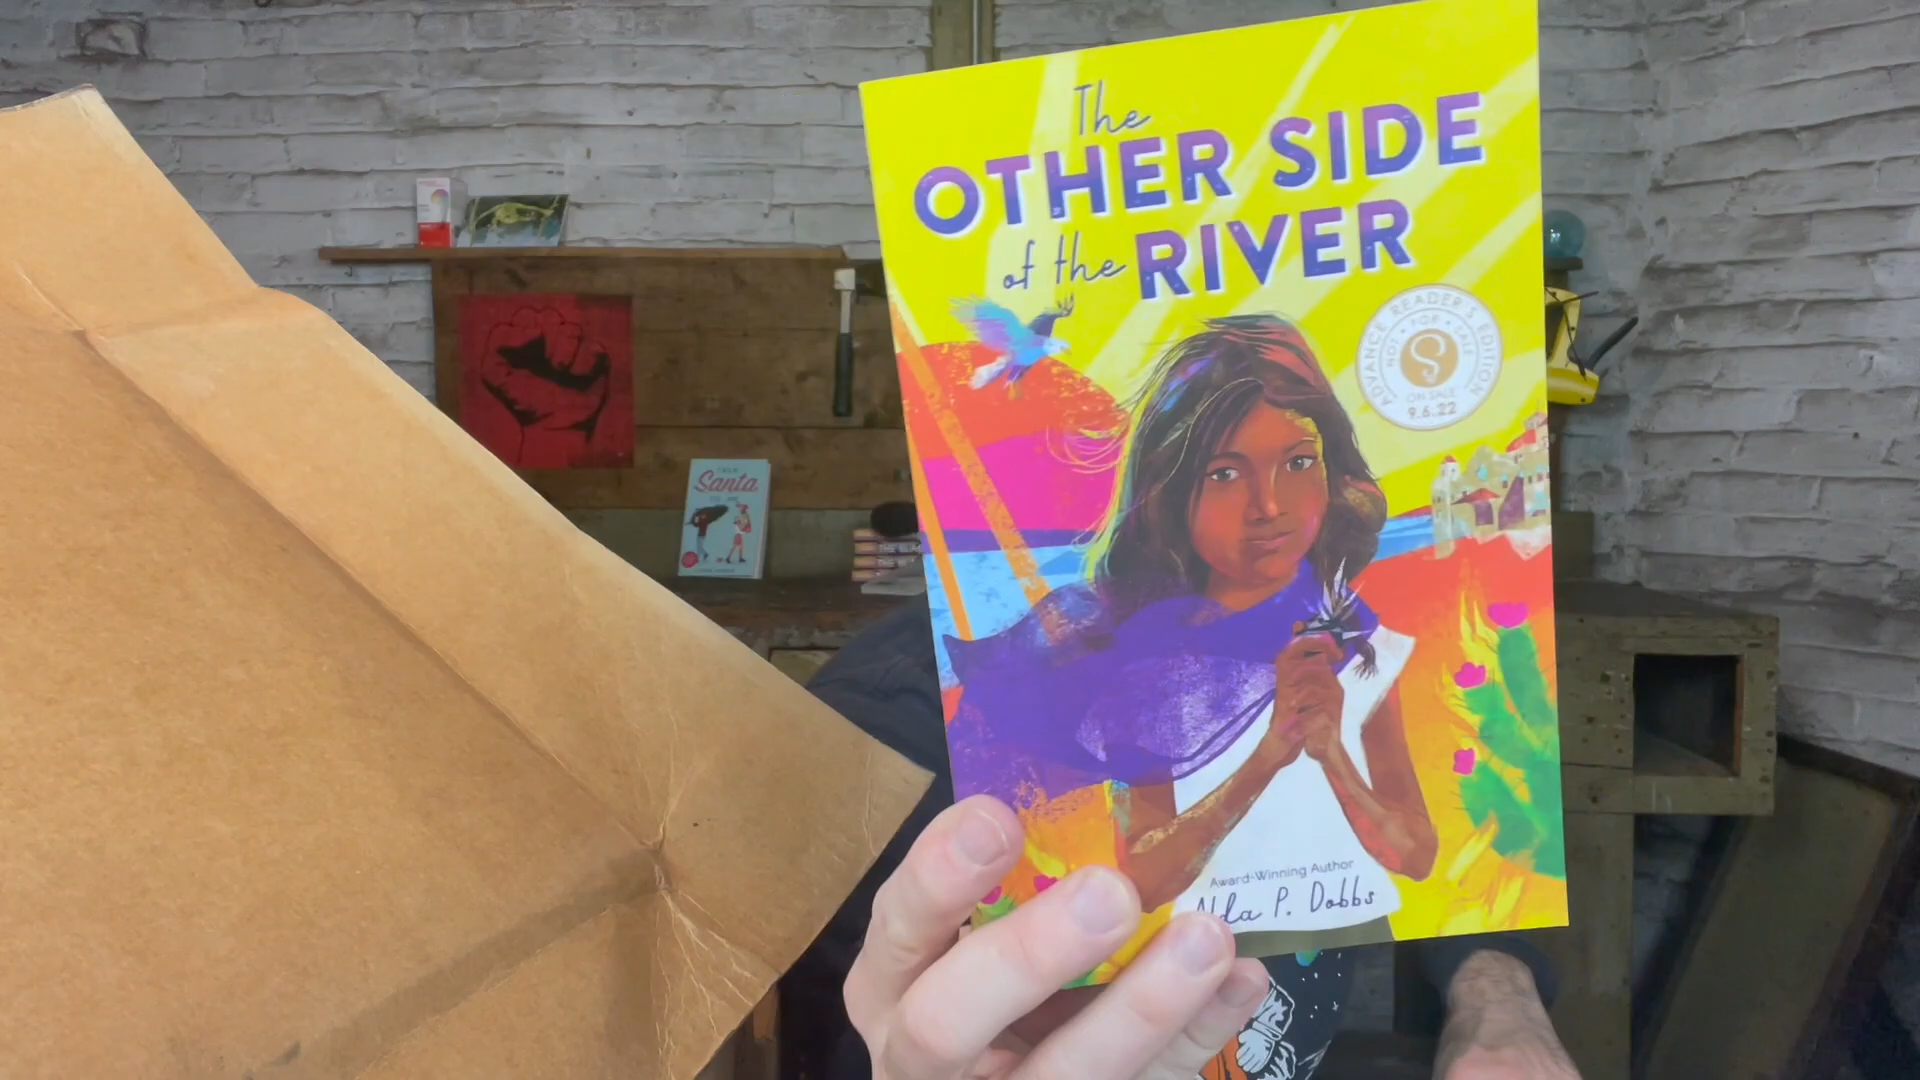 The
OTHER SIDE
of the RIVER
ADVANCE READER'S EDITION
NOT • FOR • SALE
S
ON SALE
9.6.22
Award-Winning Author
Alda P. Dobbs
Santa